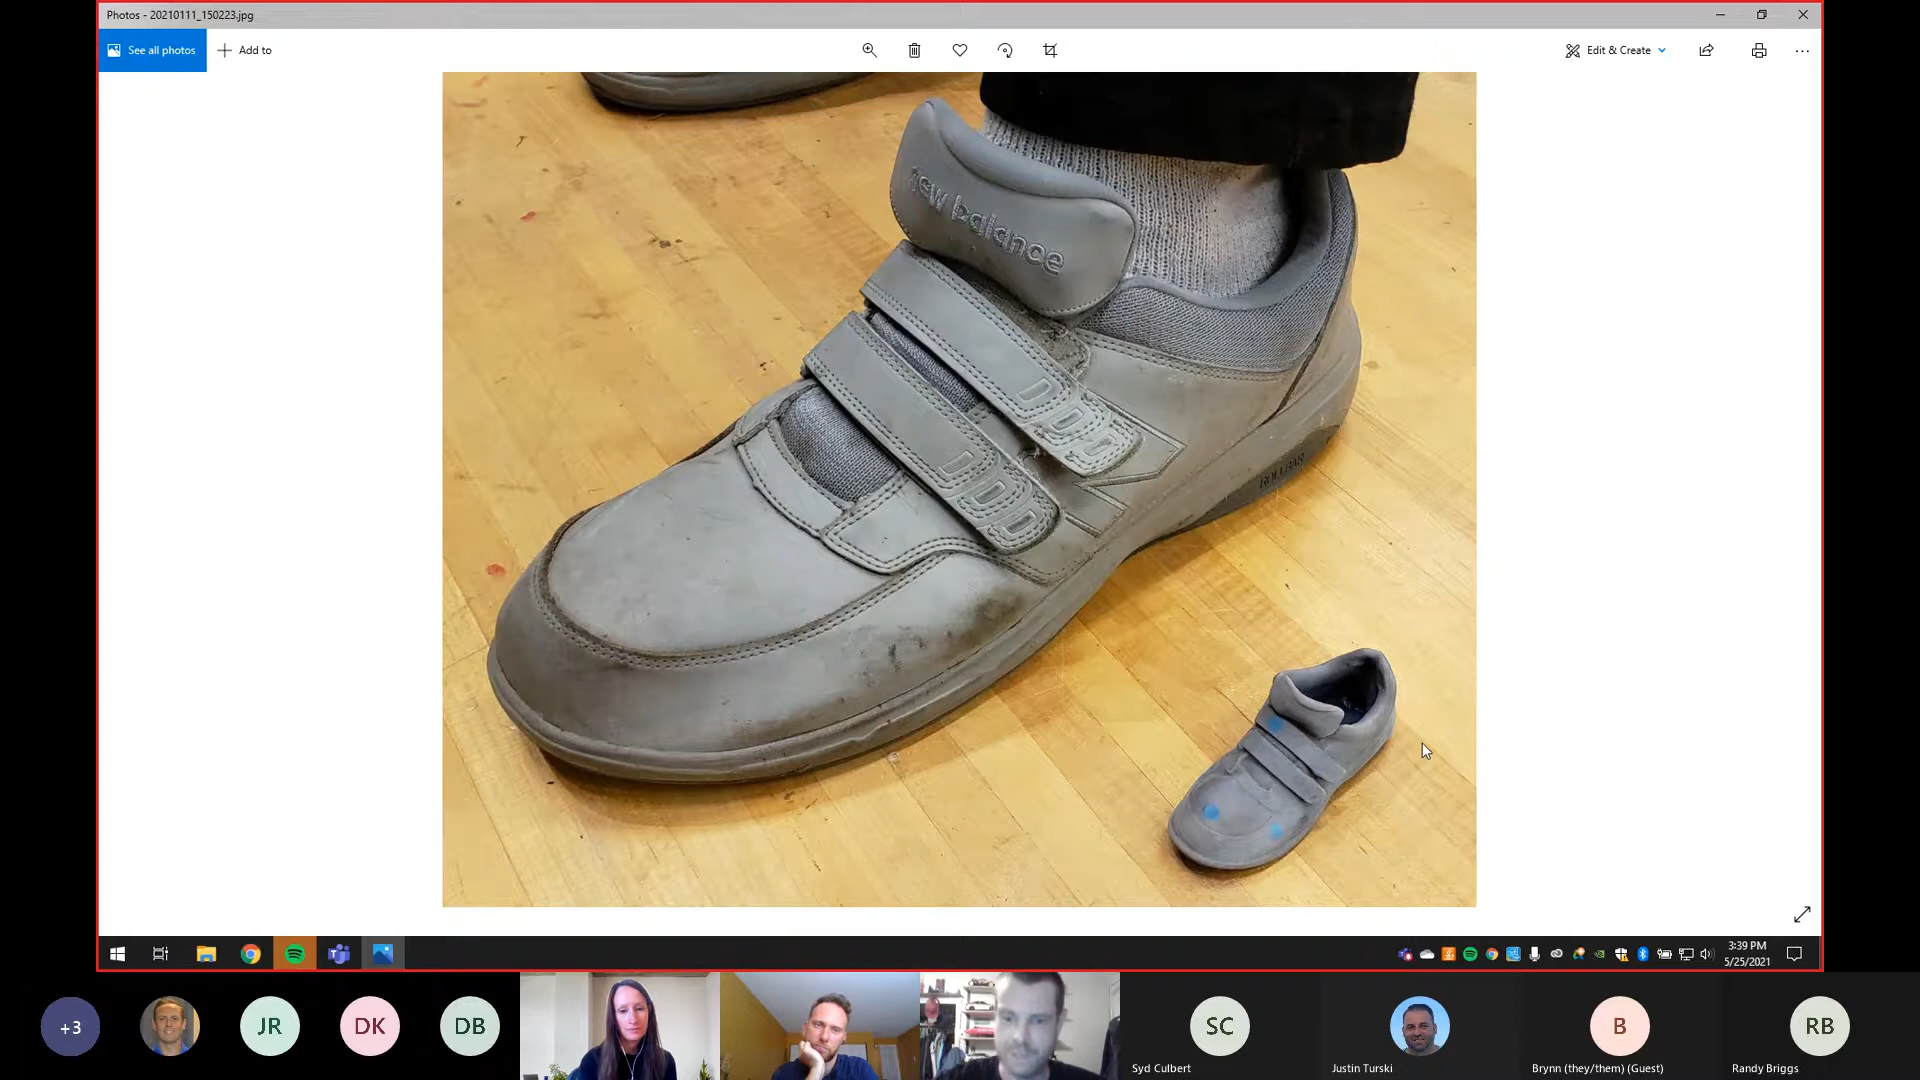 Photos - 20210111_150223.jpg
See all photos
Add to
Edit & Create
new balance
ROLLBAR
3:39 PM
5/25/2021
+3
JR
DK
DB
SC
B
RB
Syd Culbert
Justin Turski
Brynn (they/them) (Guest)
Randy Briggs